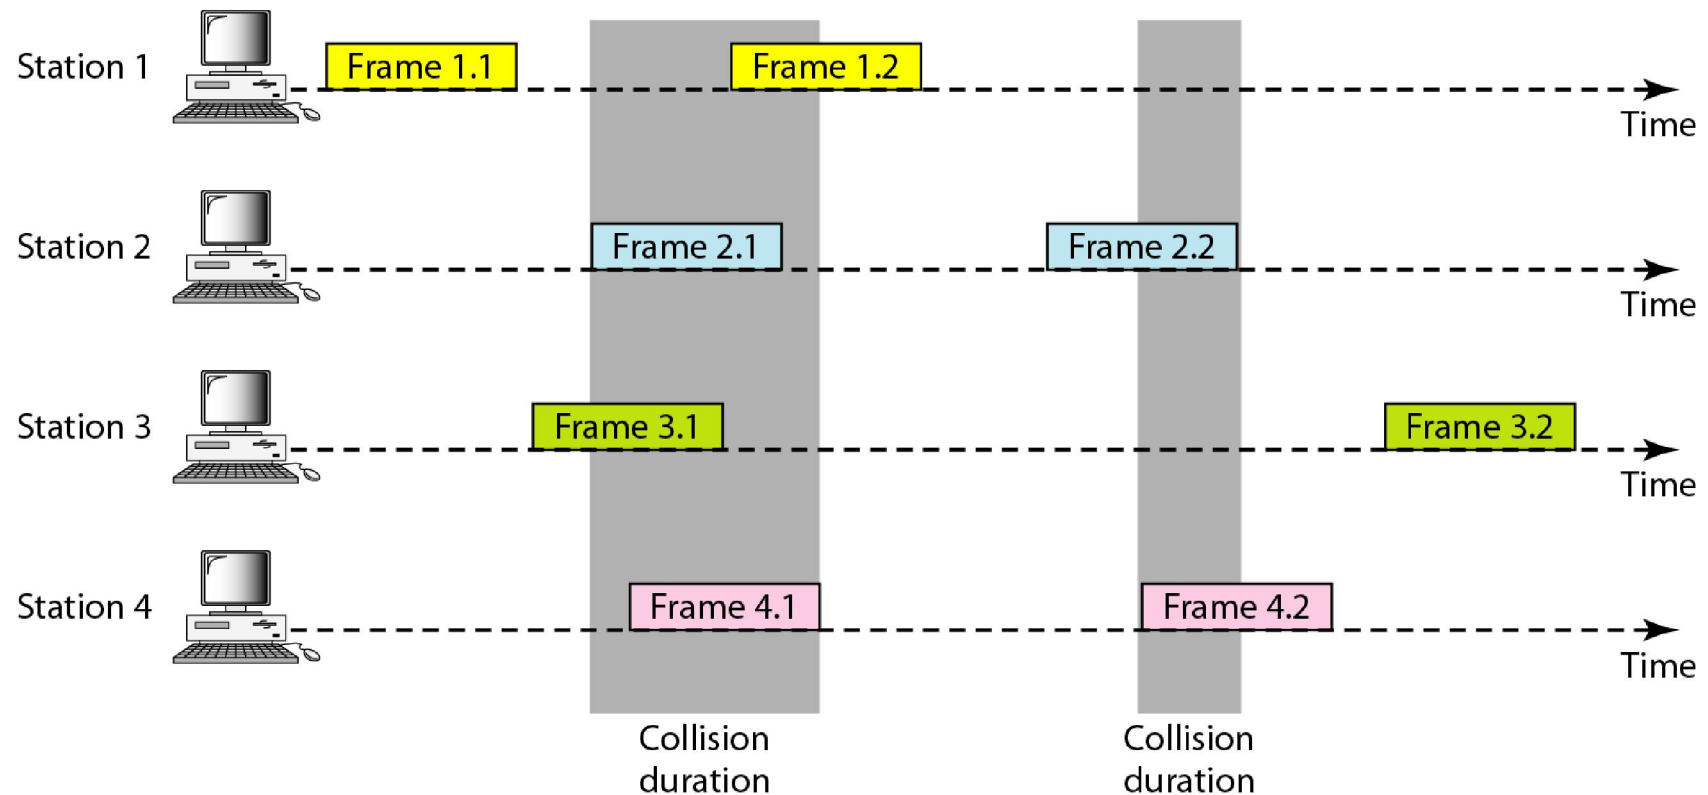 Station 1
Frame 1.1
Frame 1.2
Time
Station 2
Frame 2.1
Frame 2.2
Time
Station 3
Frame 3.1
Frame 3.2
Time
Station 4
Frame 4.1
Frame 4.2
Time
Collision
duration
Collision
duration